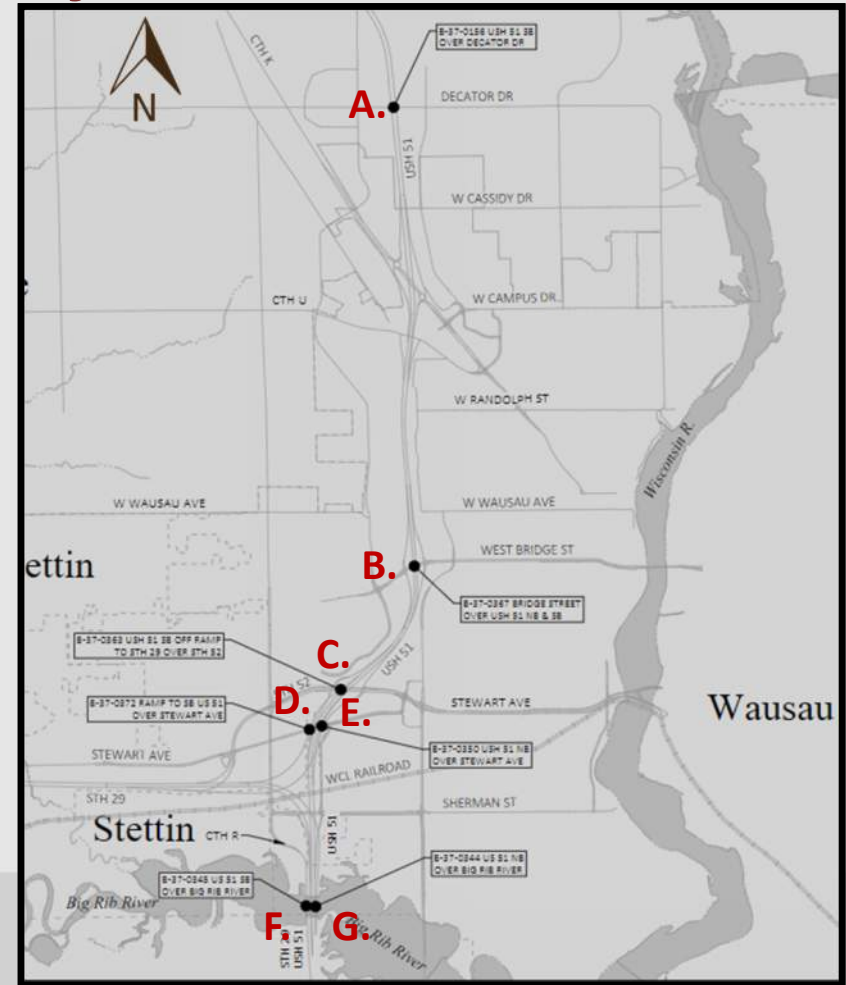 B-37-0156 USH 51 SB
OVER DECATOR DR
CTH K
A.
N
DECATOR DR
USH 51
W CASSIDY DR
CTH U
W CAMPUS DR
W RANDOLPH ST
Wisconsin R.
W WAUSAU AVE
W WAUSAU AVE
ettin
WEST BRIDGE ST
B.
B-37-0367 BRIDGE STREET
OVER USH 51 NB & SB
B-37-0363 USH 51 SB OFF RAMP
TO STH 29 OVER STH 52
C.
USH 51
52
B-37-0372 RAMP TO SB US 51
OVER STEWART AVE
D.
E.
STEWART AVE
Wausau
B-37-0350 USH 51 NB
OVER STEWART AVE
STEWART AVE
WCL RAILROAD
STH 29
SHERMAN ST
Stettin
CTH R
USH 51
B-37-0344 US 51 NB
OVER BIG RIB RIVER
B-37-0345 US 51 SB
OVER BIG RIB RIVER
Big Rib River
F.
G.
Big Rib River
STH 29
USH 51